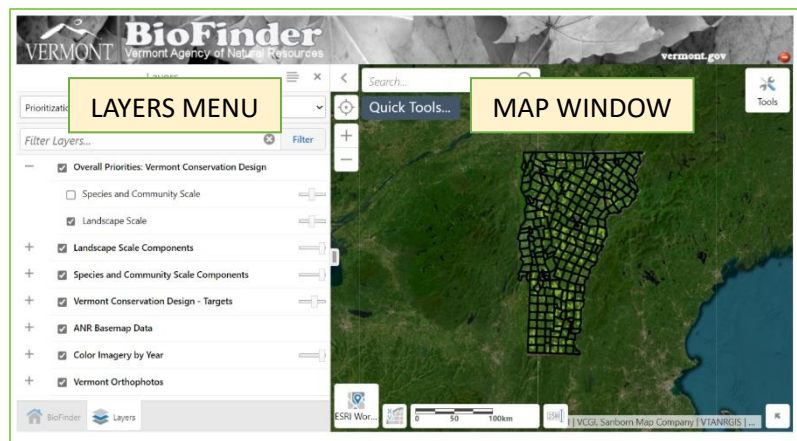 VERMONT
BioFinder
Vermont Agency of Natural Resources
vermont.gov
Layers
LAYERS MENU
MAP WINDOW
Search...
Tools
Quick Tools...
Filter Layers...
Filter
Overall Priorities: Vermont Conservation Design
Species and Community Scale
Landscape Scale
Landscape Scale Components
Species and Community Scale Components
Vermont Conservation Design - Targets
ANR Basemap Data
Color Imagery by Year
Vermont Orthophotos
BioFinder
Layers
ESRI Wor...
0 50 100km
| VCGI, Sanborn Map Company | VTANRGIS | ...